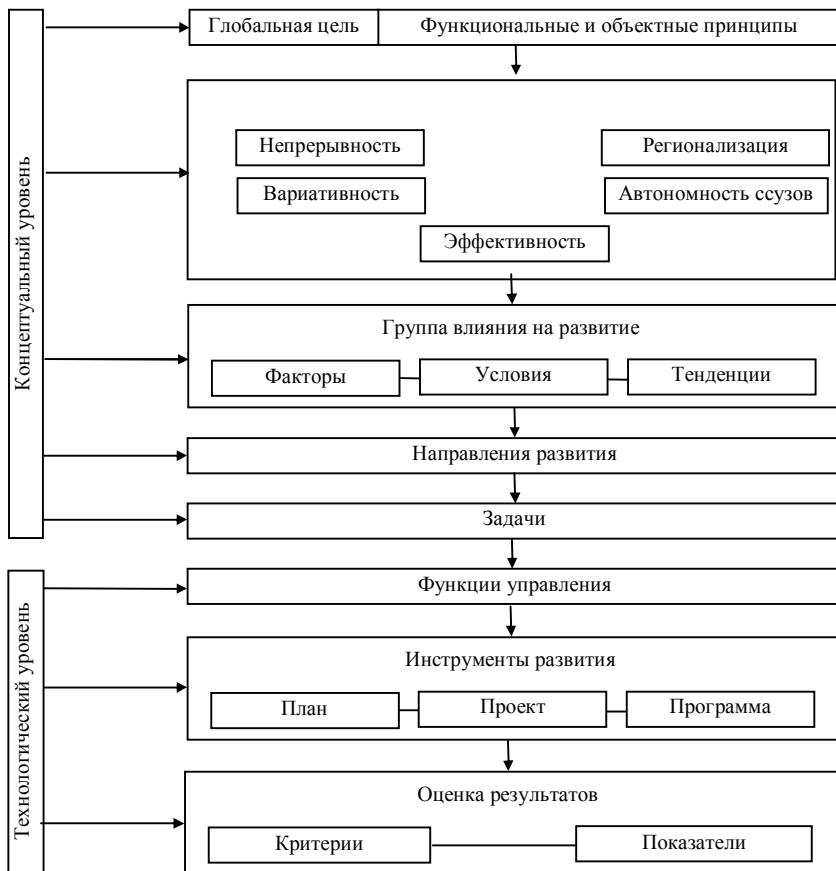 Глобальная цель
Функциональные и объектные принципы
Концептуальный уровень
Непрерывность
Регионализация
Вариативность
Автономность ссузов
Эффективность
Группа влияния на развитие
Факторы
Условия
Тенденции
Направления развития
Задачи
Технологический уровень
Функции управления
Инструменты развития
План
Проект
Программа
Оценка результатов
Критерии
Показатели